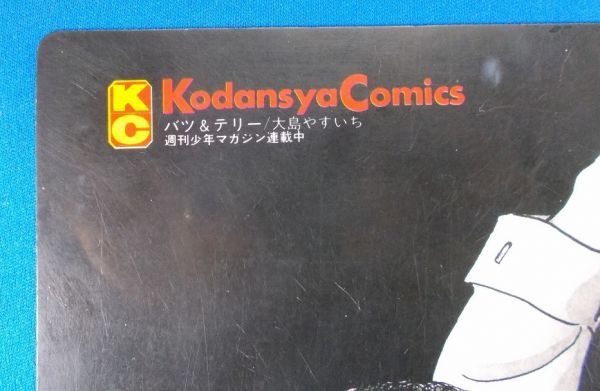 KC
KodansyaComics
バツ&テリー/大島やすいち
週刊少年マガジン連載中